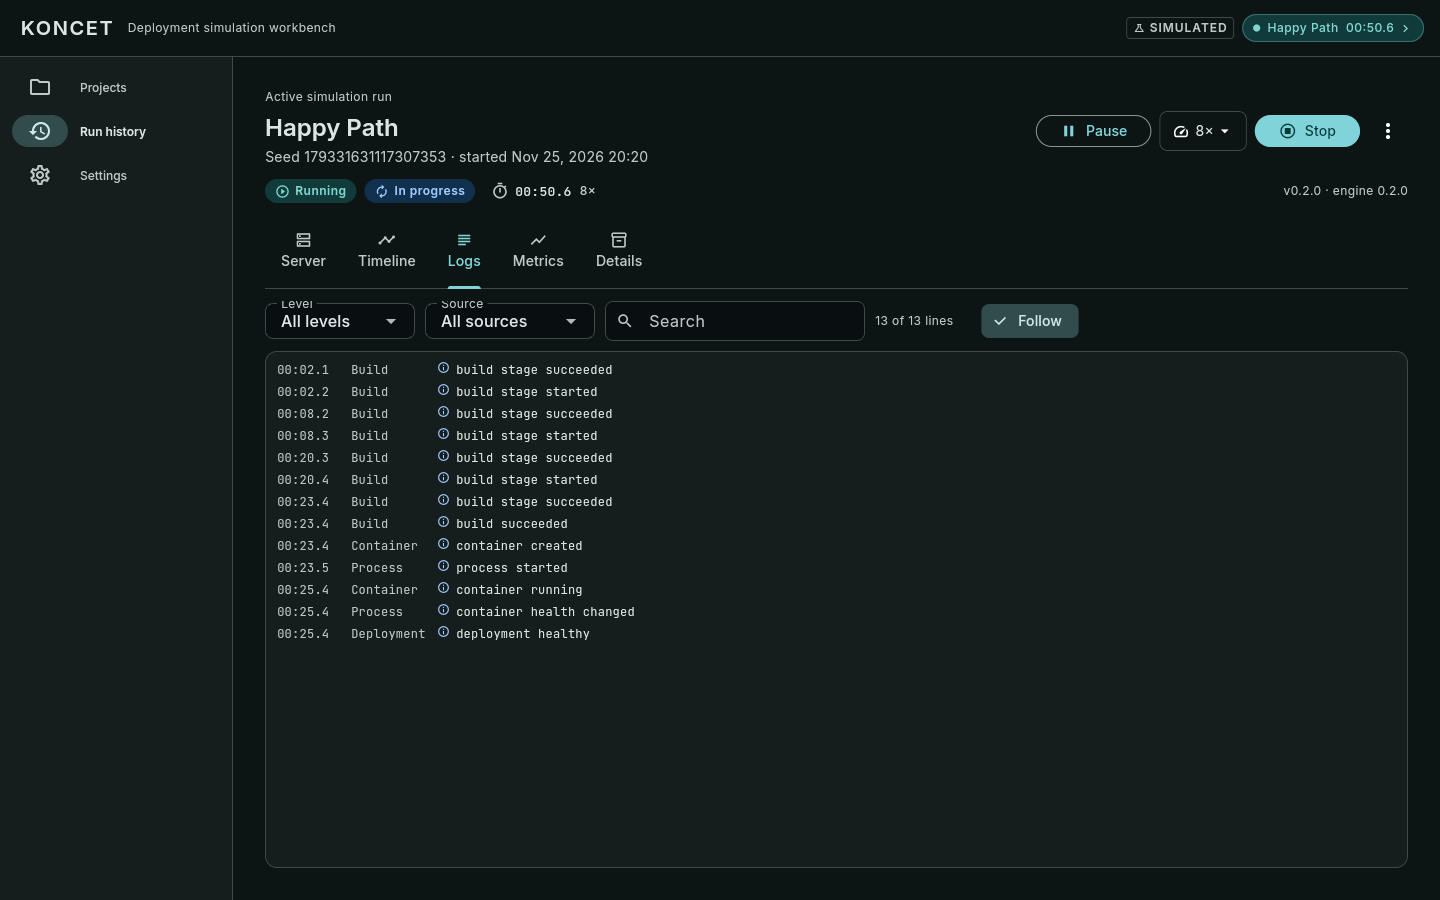 KONCET Deployment simulation workbench SIMULATED Happy Path 00:50.6
Projects
Run history
Settings
Active simulation run
Happy Path
Seed 179331631117307353 · started Nov 25, 2026 20:20
Pause 8× Stop
Running In progress 00:50.6 8× v0.2.0 · engine 0.2.0
Server Timeline Logs Metrics Details
Level Source
All levels All sources Search 13 of 13 lines Follow
00:02.1 Build build stage succeeded
00:02.2 Build build stage started
00:08.2 Build build stage succeeded
00:08.3 Build build stage started
00:20.3 Build build stage succeeded
00:20.4 Build build stage started
00:23.4 Build build stage succeeded
00:23.4 Build build succeeded
00:23.4 Container container created
00:23.5 Process process started
00:25.4 Container container running
00:25.4 Process container health changed
00:25.4 Deployment deployment healthy